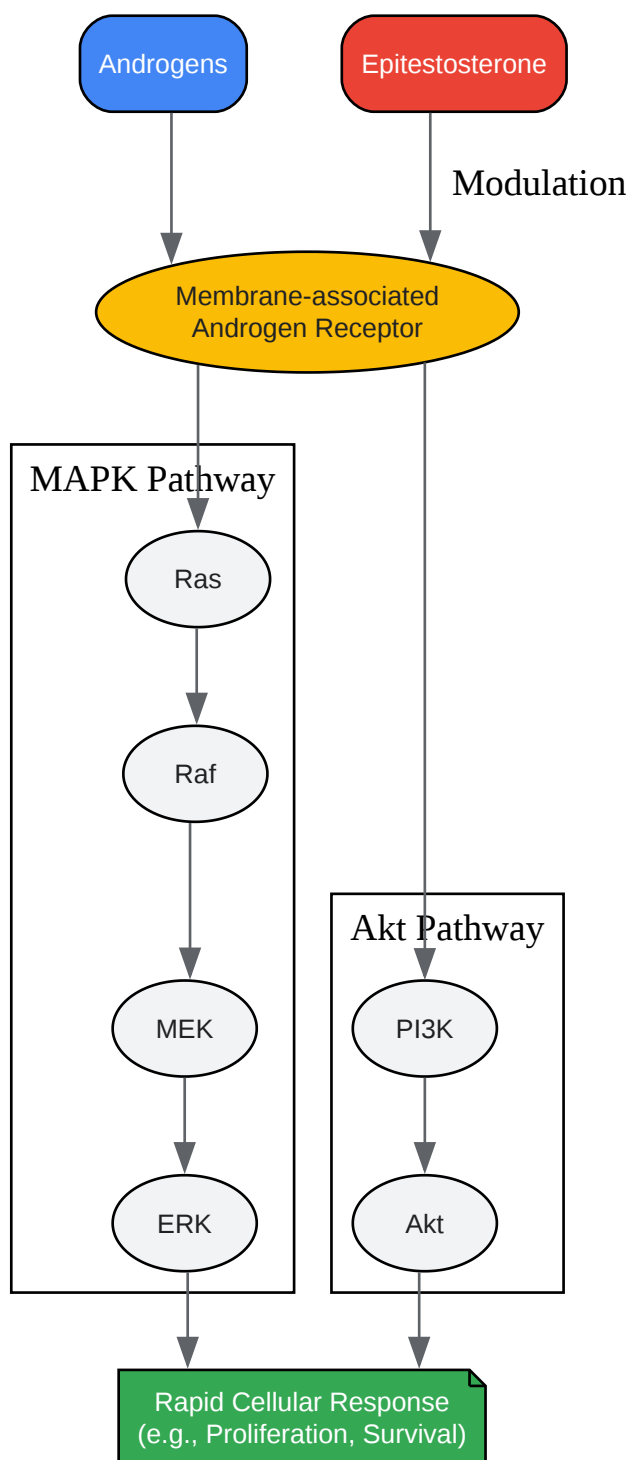 Androgens
Epitestosterone
Modulation
Membrane-associated
Androgen Receptor
MAPK Pathway
Ras
Raf
Akt Pathway
MEK
PI3K
ERK
Akt
Rapid Cellular Response
(e.g., Proliferation, Survival)